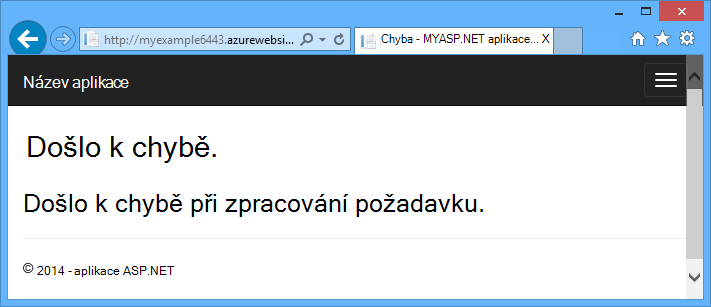 http://myexample6443.azurewebsi...
Chyba - MYASP.NET aplikace... X
Název aplikace
Došlo k chybě.
Došlo k chybě při zpracování požadavku.
© 2014 - aplikace ASP.NET